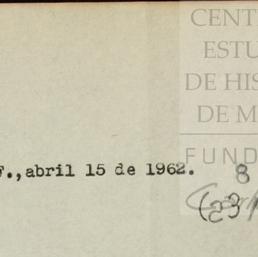 CENT
ESTU
DE HIS
DE M
FUND
F., abril 15 de 1962.
8
(23